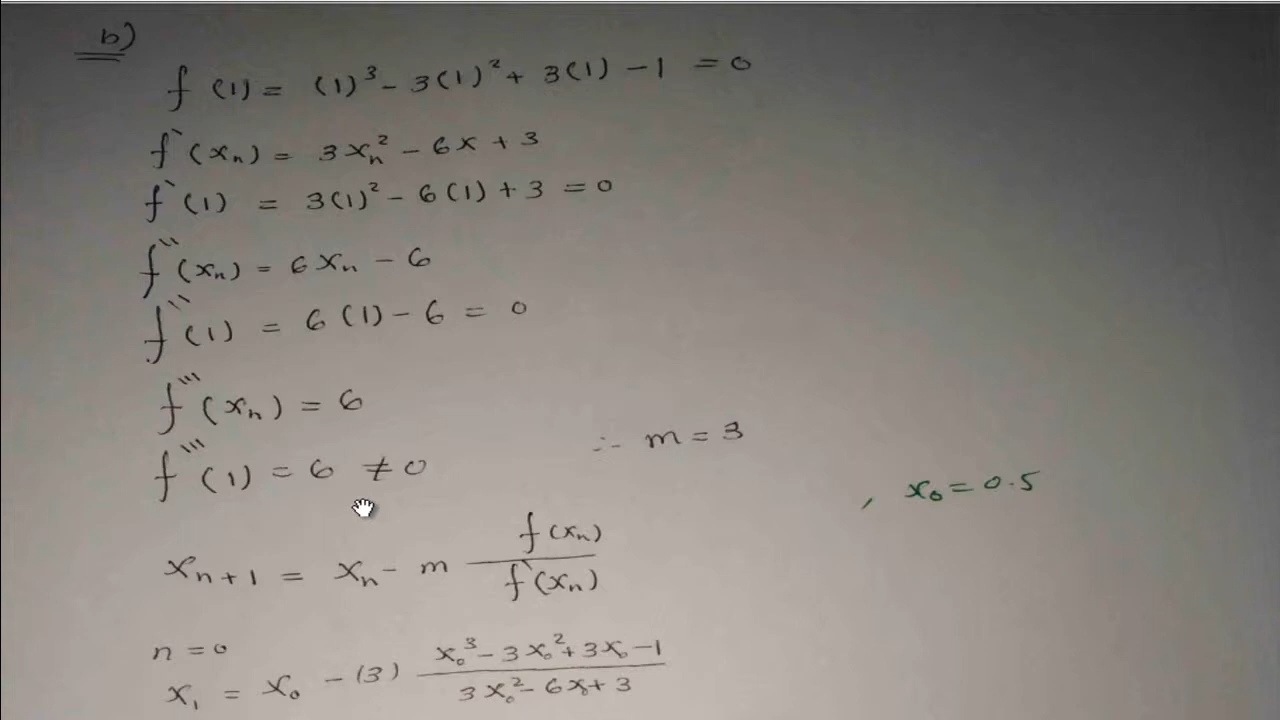 b)
f(1) = (1)³ - 3(1)² + 3(1) - 1 = 0
f`(xₙ) = 3xₙ² - 6x + 3
f`(1) = 3(1)² - 6(1) + 3 = 0
f``(xₙ) = 6xₙ - 6
f``(1) = 6(1) - 6 = 0
f```(xₙ) = 6
f```(1) = 6 ≠ 0 ∴ m = 3
, x₀ = 0.5
xₙ₊₁ = xₙ - m f(xₙ) / f`(xₙ)
n = 0
x₁ = x₀ - (3) x₀³ - 3x₀² + 3x₀ - 1 / 3x₀² - 6x₀ + 3